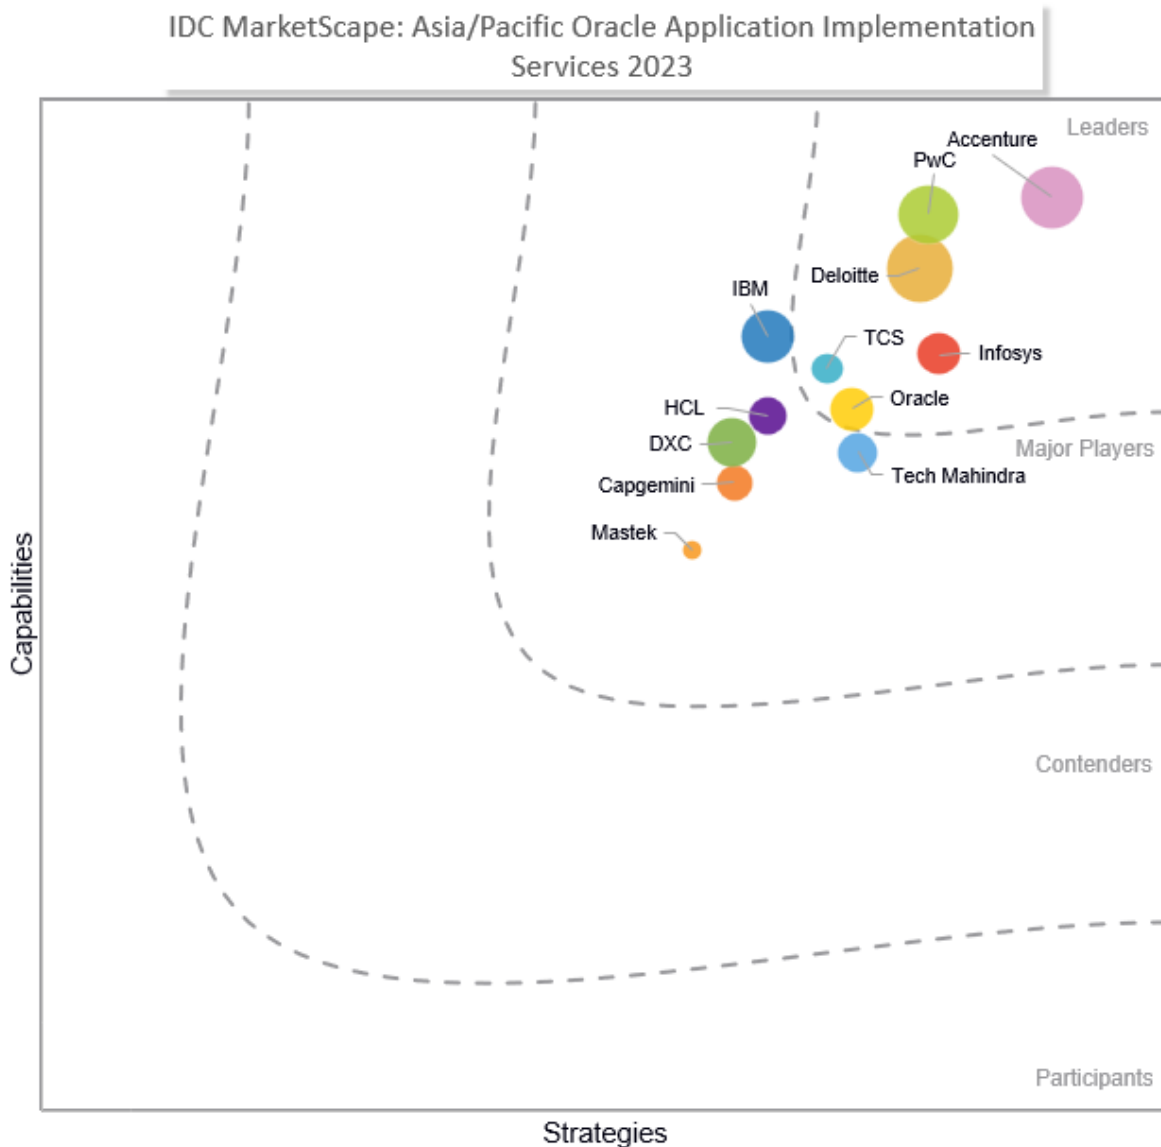 IDC MarketScape: Asia/Pacific Oracle Application Implementation
Services 2023
Leaders
Accenture
PwC
Deloitte
IBM
TCS
Infosys
HCL
Oracle
DXC
Major Players
Capgemini
Tech Mahindra
Mastek
Capabilities
Contenders
Participants
Strategies